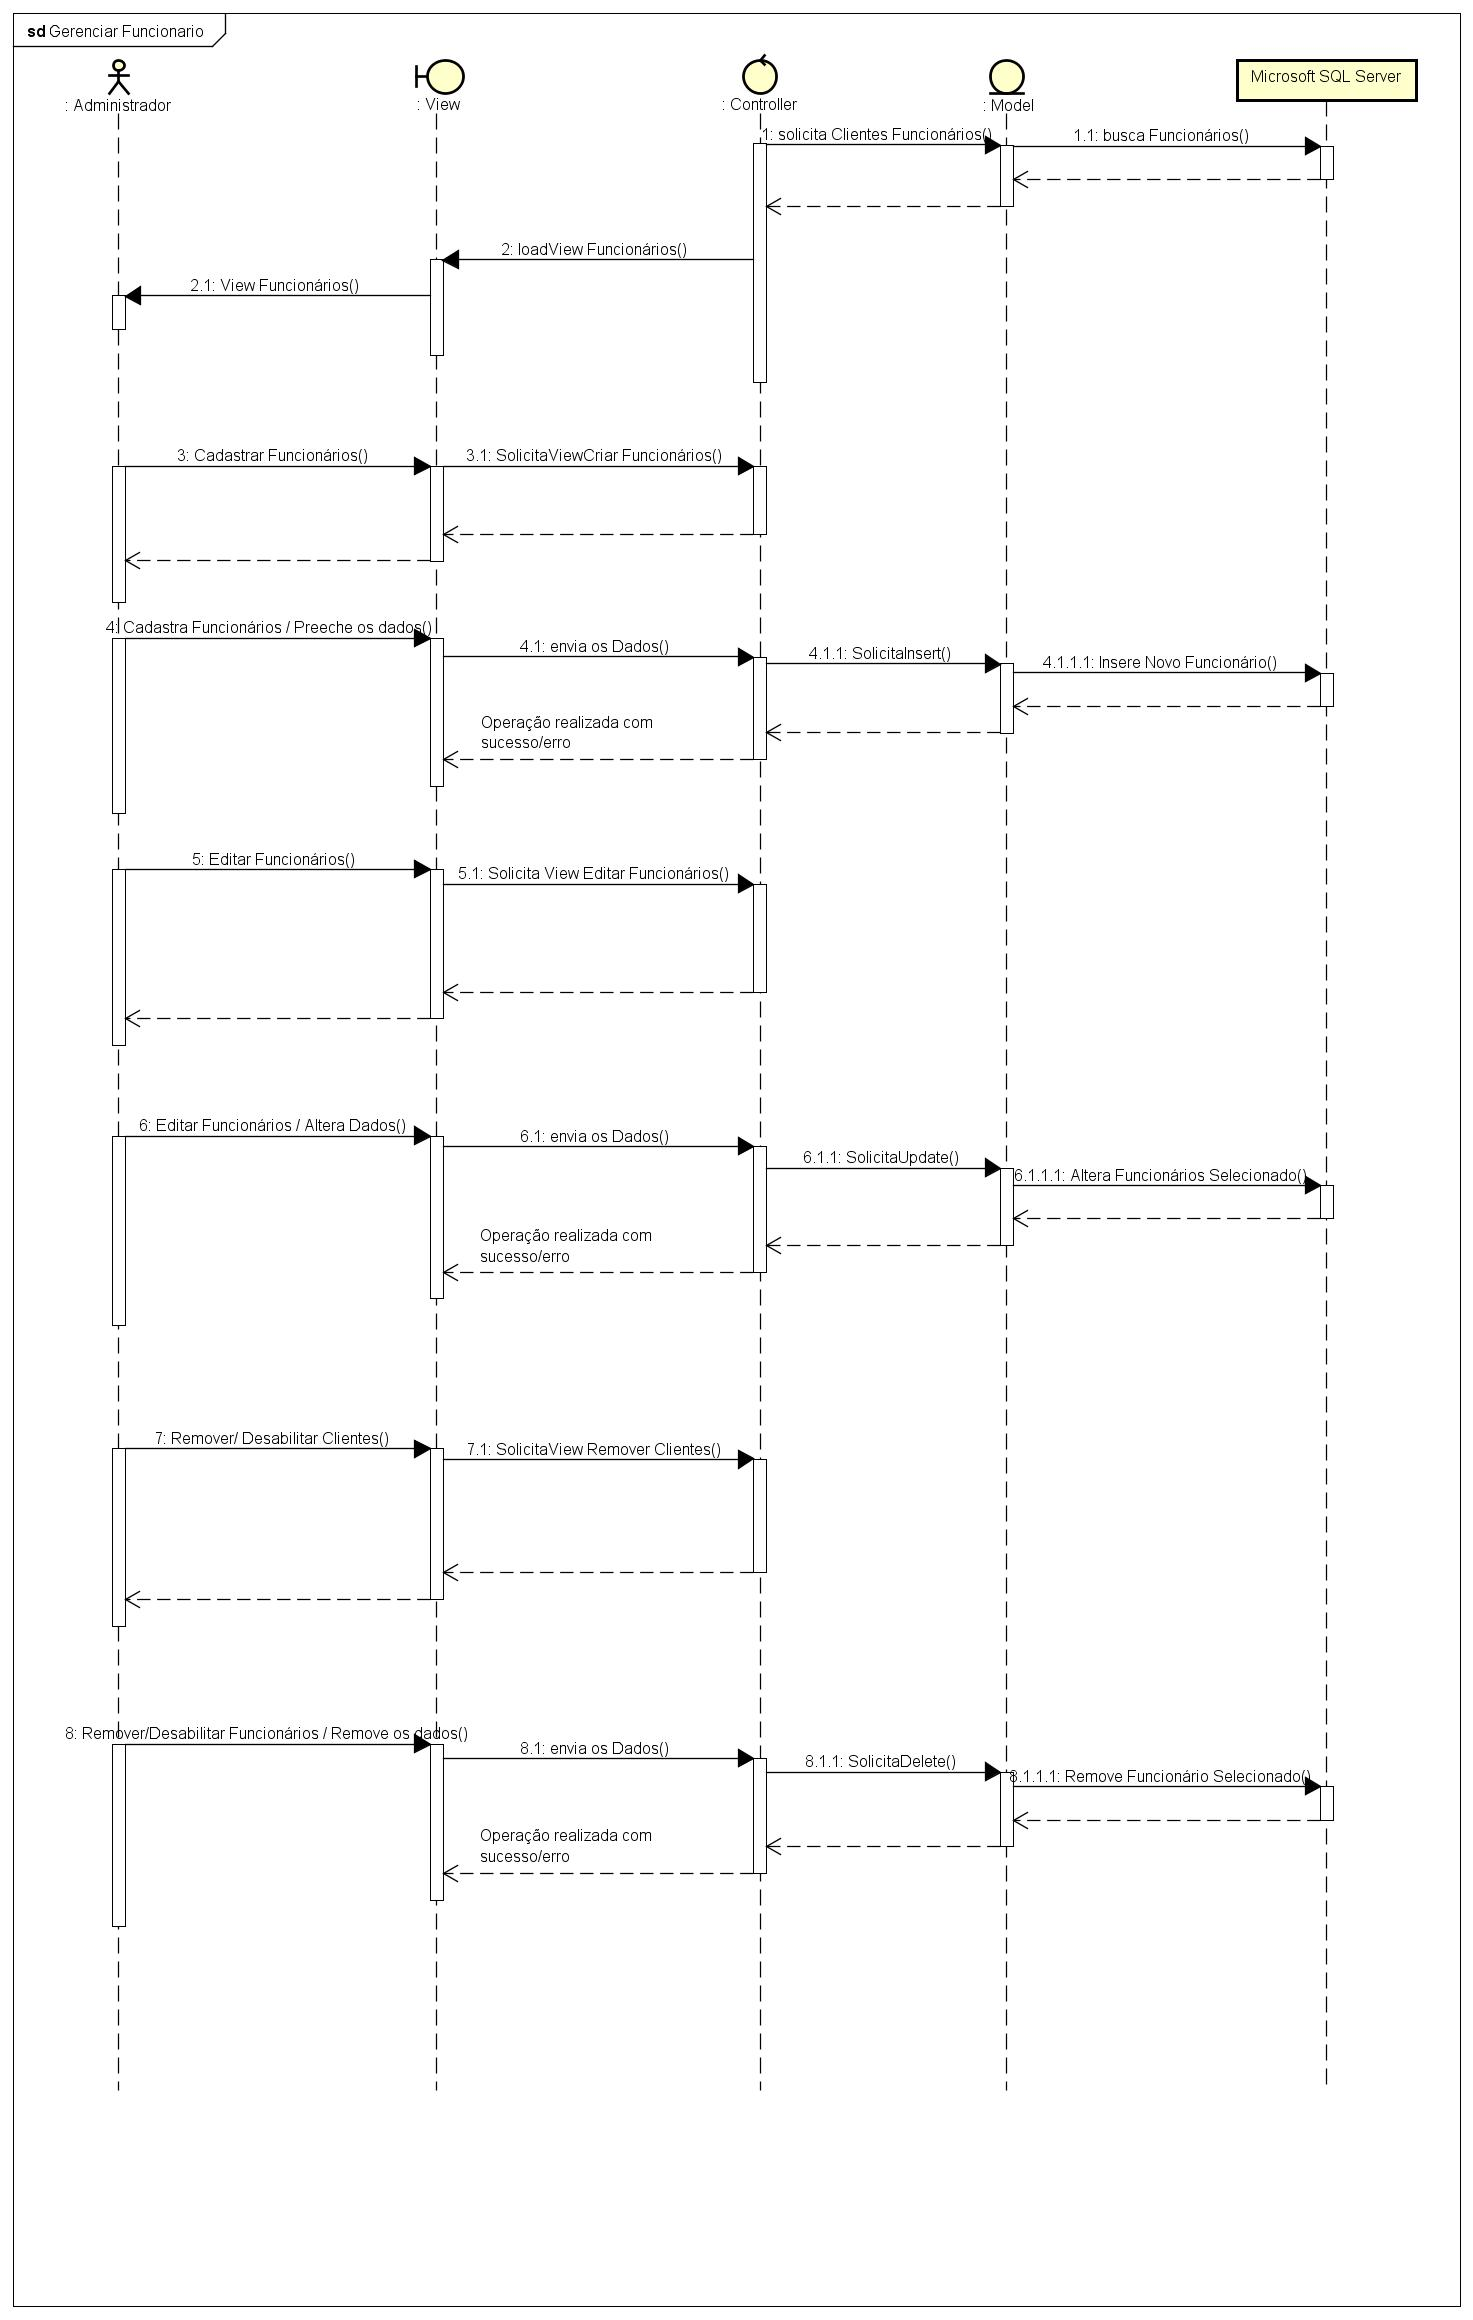 sd Gerenciar Funcionario
: Administrador
: View
: Controller
: Model
Microsoft SQL Server
1: solicita Clientes Funcionários()
1.1: busca Funcionários()
2: loadView Funcionários()
2.1: View Funcionários()
3: Cadastrar Funcionários()
3.1: SolicitaViewCriar Funcionários()
4: Cadastra Funcionários / Preeche os dados()
4.1: envia os Dados()
4.1.1: SolicitaInsert()
4.1.1.1: Insere Novo Funcionário()
Operação realizada com
sucesso/erro
5: Editar Funcionários()
5.1: Solicita View Editar Funcionários()
6: Editar Funcionários / Altera Dados()
6.1: envia os Dados()
6.1.1: SolicitaUpdate()
6.1.1.1: Altera Funcionários Selecionado()
Operação realizada com
sucesso/erro
7: Remover/ Desabilitar Clientes()
7.1: SolicitaView Remover Clientes()
8: Remover/Desabilitar Funcionários / Remove os dados()
8.1: envia os Dados()
8.1.1: SolicitaDelete()
8.1.1.1: Remove Funcionário Selecionado()
Operação realizada com
sucesso/erro